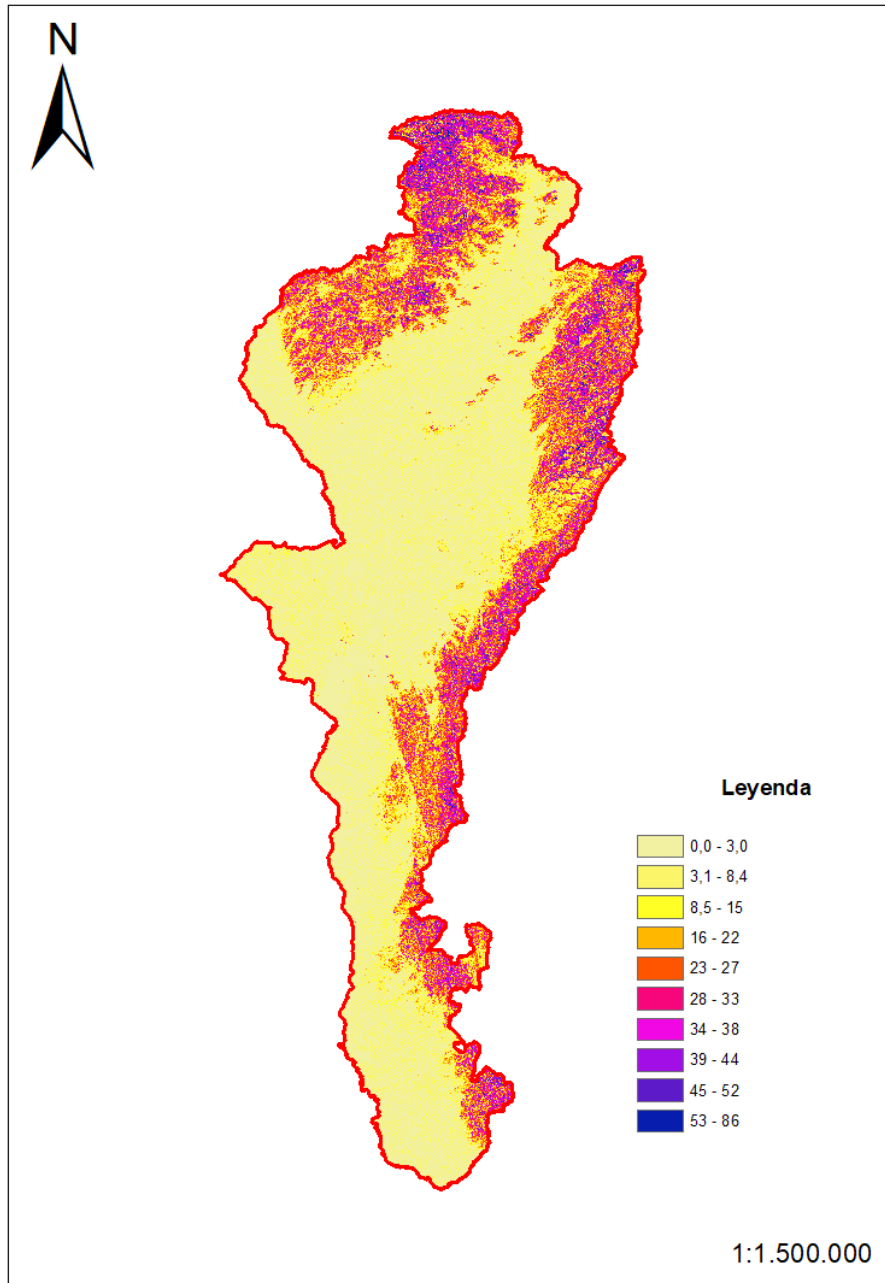 N
Leyenda
0,0 - 3,0
3,1 - 8,4
8,5 - 15
16 - 22
23 - 27
28 - 33
34 - 38
39 - 44
45 - 52
53 - 86
1:1.500.000